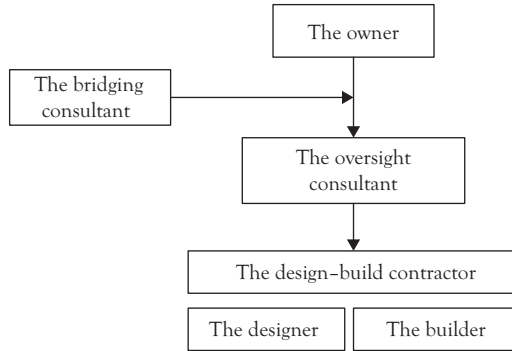 The owner
The bridging
consultant
The oversight
consultant
The design–build contractor
The designer
The builder